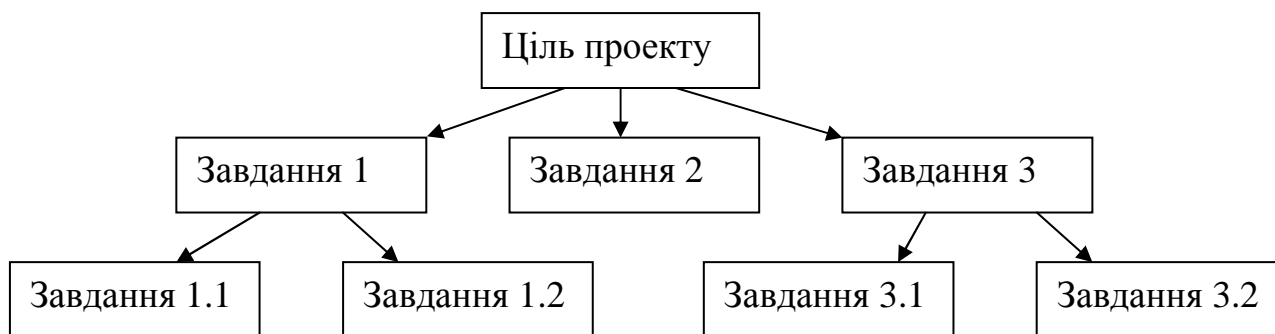 Ціль проекту
Завдання 1
Завдання 2
Завдання 3
Завдання 1.1
Завдання 1.2
Завдання 3.1
Завдання 3.2